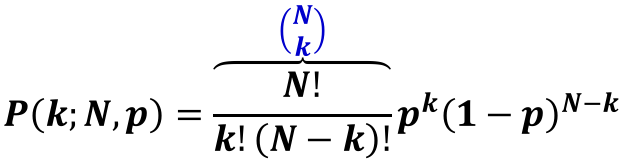 (N k)
P(k; N, p) = N! / k! (N − k)! p^k (1 − p)^{N−k}